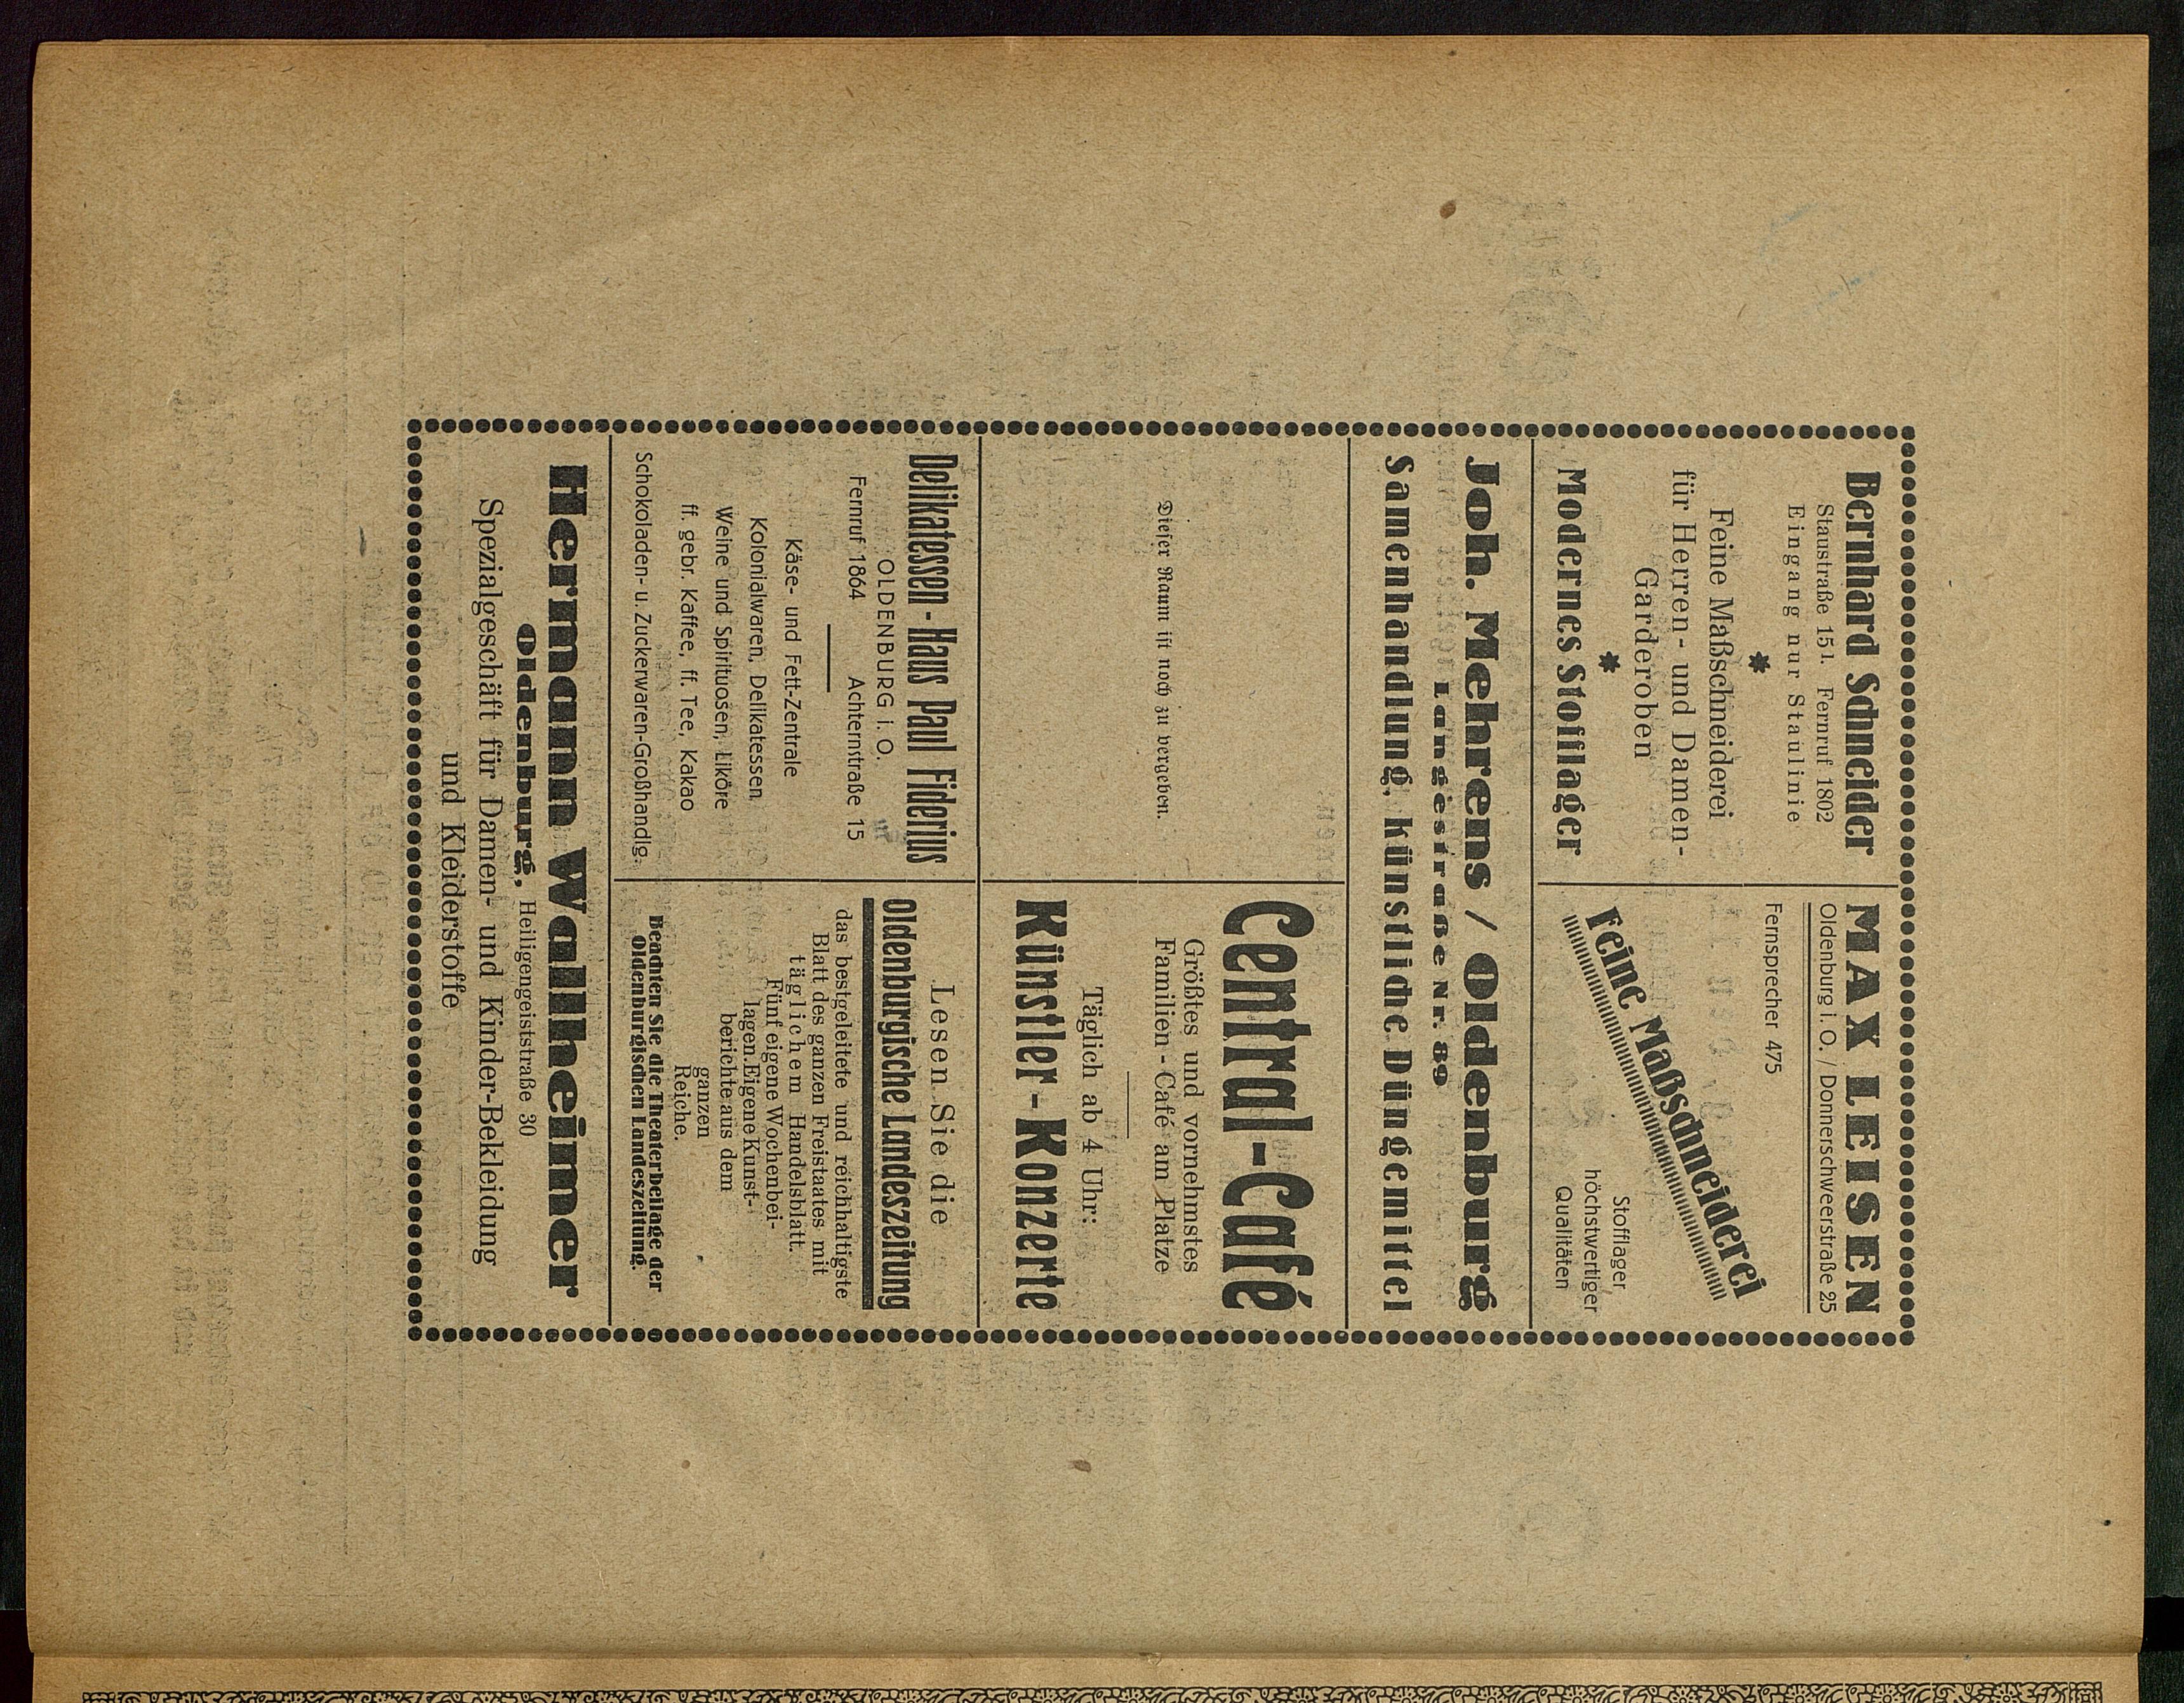 Bernhard Schneider
Staustraße 15 I. Fernruf 1802
Eingang nur Staulinie
*
Feine Maßschneiderei
für Herren- und Damen-
Garderoben
*
Modernes Stofflager
MAX LEISEN
Oldenburg i. O. / Donnerschweerstraße 25
Fernsprecher 475
Feine Maßschneiderei
Stofflager
höchstwertiger
Qualitäten
Joh. Mehrens / Oldenburg
Langestraße Nr. 89
Samenhandlung, künstliche Düngemittel
Dieser Raum ist noch zu vergeben.
Central-Café
Größtes und vornehmstes
Familien-Café am Platze
Täglich ab 4 Uhr:
Künstler-Konzerte
Delikatessen-Haus Paul Fiderius
OLDENBURG i. O.
Fernruf 1864 Achternstraße 15
Käse- und Fett-Zentrale
Kolonialwaren, Delikatessen
Weine und Spirituosen, Liköre
ff. gebr. Kaffee, ff. Tee, Kakao
Schokoladen- u. Zuckerwaren-Großhandlg.
Lesen Sie die
Oldenburgische Landeszeitung
das bestgeleitete und reichhaltigste
Blatt des ganzen Freistaates mit
täglichem Handelsblatt.
Fünf eigene Wochenbei-
lagen. Eigene Kunst-
berichte aus dem
ganzen
Reiche.
Beachten Sie die Theaterbeilage der
Oldenburgischen Landeszeitung.
Hermann Wallheimer
Oldenburg, Heiligengeiststraße 30
Spezialgeschäft für Damen- und Kinder-Bekleidung
und Kleiderstoffe